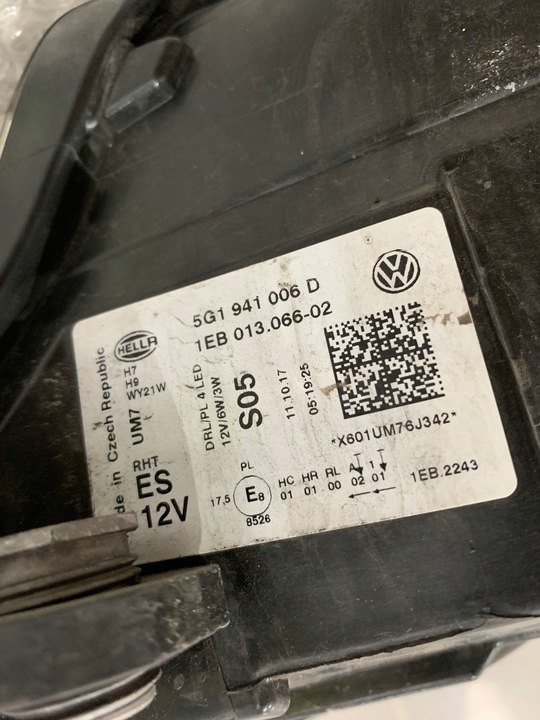 5G1 941 006 D
1EB 013.066-02
HELLA
in Czech Republic
H7
H9
WY21W
UM7
DRL/PL 4 LED
12V/6W/3W
S05
11.10.17
05:19:25
*X601UM76J342*
RHT
ES
12V
PL
17,5
E8
8526
HC HR RL A 1
01 01 00 02 01
1EB.2243